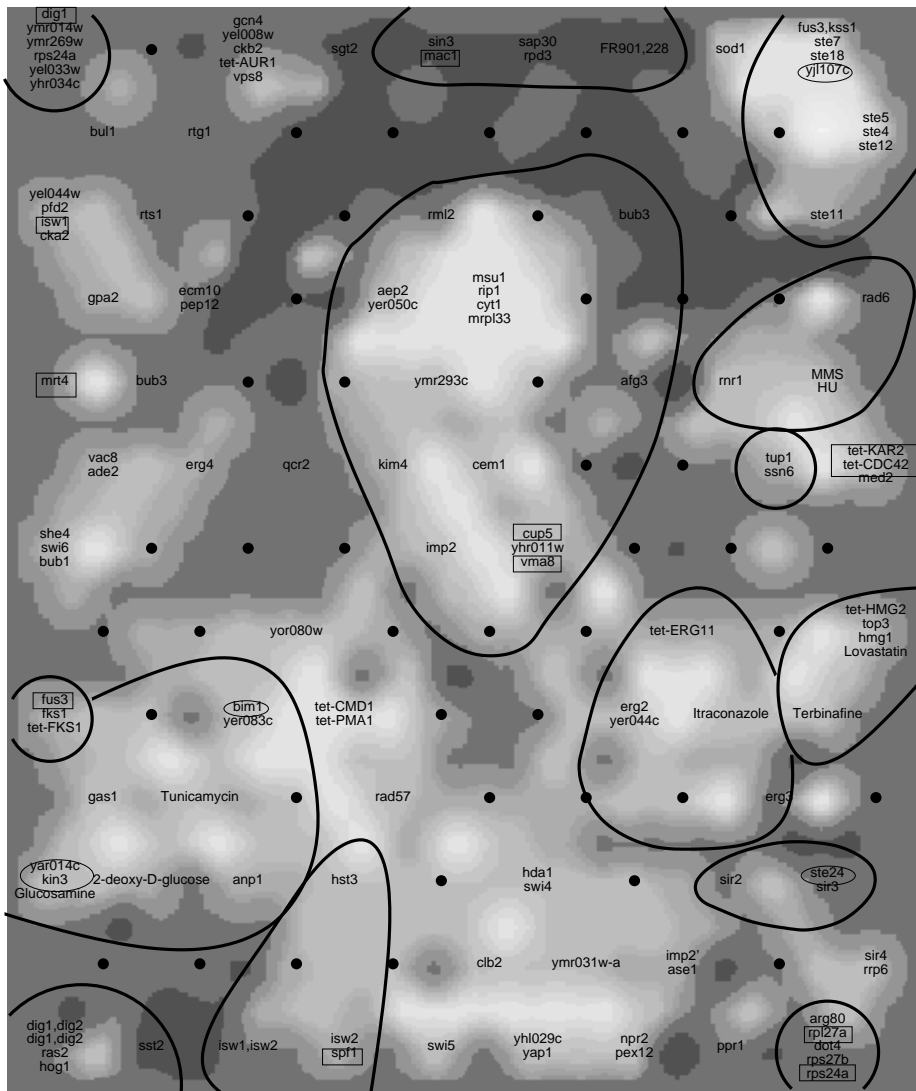 dig1
ymr014w
ymr269w
rps24a
yel033w
yhr034c
gcn4
yel008w
ckb2
tet-AUR1
vps8
sgt2
sin3
mac1
sap30
rpd3
FR901,228
sod1
fus3,kss1
ste7
ste18
yjl107c
bul1
rtg1
ste5
ste4
ste12
yel044w
pfd2
isw1
cka2
rts1
rml2
bub3
ste11
gpa2
ecm10
pep12
aep2
yer050c
msu1
rip1
cyt1
mrpl33
rad6
mrt4
bub3
ymr293c
afg3
rnr1
MMS
HU
vac8
ade2
erg4
qcr2
kim4
cem1
tup1
ssn6
tet-KAR2
tet-CDC42
med2
she4
swi6
bub1
imp2
cup5
yhr011w
vma8
yor080w
tet-ERG11
tet-HMG2
top3
hmg1
Lovastatin
fus3
fks1
tet-FKS1
bim1
yer083c
tet-CMD1
tet-PMA1
erg2
yer044c
Itraconazole
Terbinafine
gas1
Tunicamycin
rad57
erg3
yar014c
kin3
Glucosamine
2-deoxy-D-glucose
anp1
hst3
hda1
swi4
sir2
ste24
sir3
clb2
ymr031w-a
imp2'
ase1
sir4
rrp6
dig1,dig2
dig1,dig2
ras2
hog1
sst2
isw1,isw2
isw2
spf1
swi5
yhl029c
yap1
npr2
pex12
ppr1
arg80
rpl27a
dot4
rps27b
rps24a